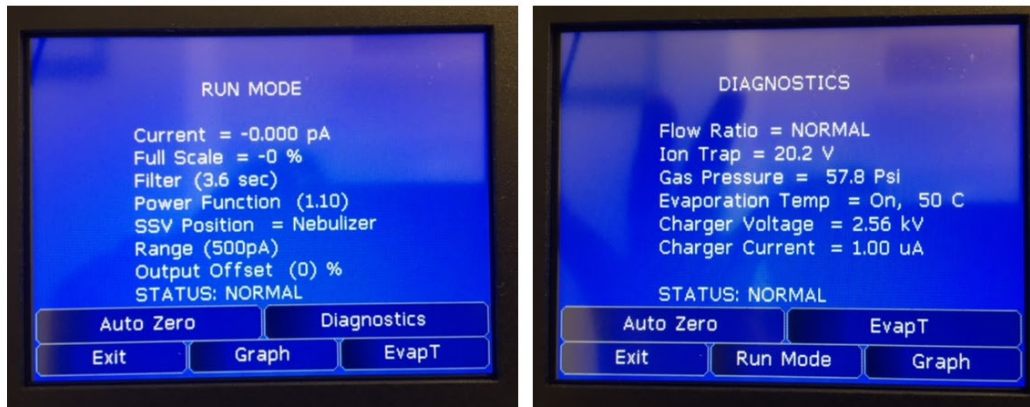 RUN MODE
Current = -0.000 pA
Full Scale = -0 %
Filter (3.6 sec)
Power Function (1.10)
SSV Position = Nebulizer
Range (500pA)
Output Offset (0) %
STATUS: NORMAL
Auto Zero
Diagnostics
Exit
Graph
EvapT
DIAGNOSTICS
Flow Ratio = NORMAL
Ion Trap = 20.2 V
Gas Pressure = 57.8 Psi
Evaporation Temp = On, 50 C
Charger Voltage = 2.56 kV
Charger Current = 1.00 uA
STATUS: NORMAL
Auto Zero
EvapT
Exit
Run Mode
Graph